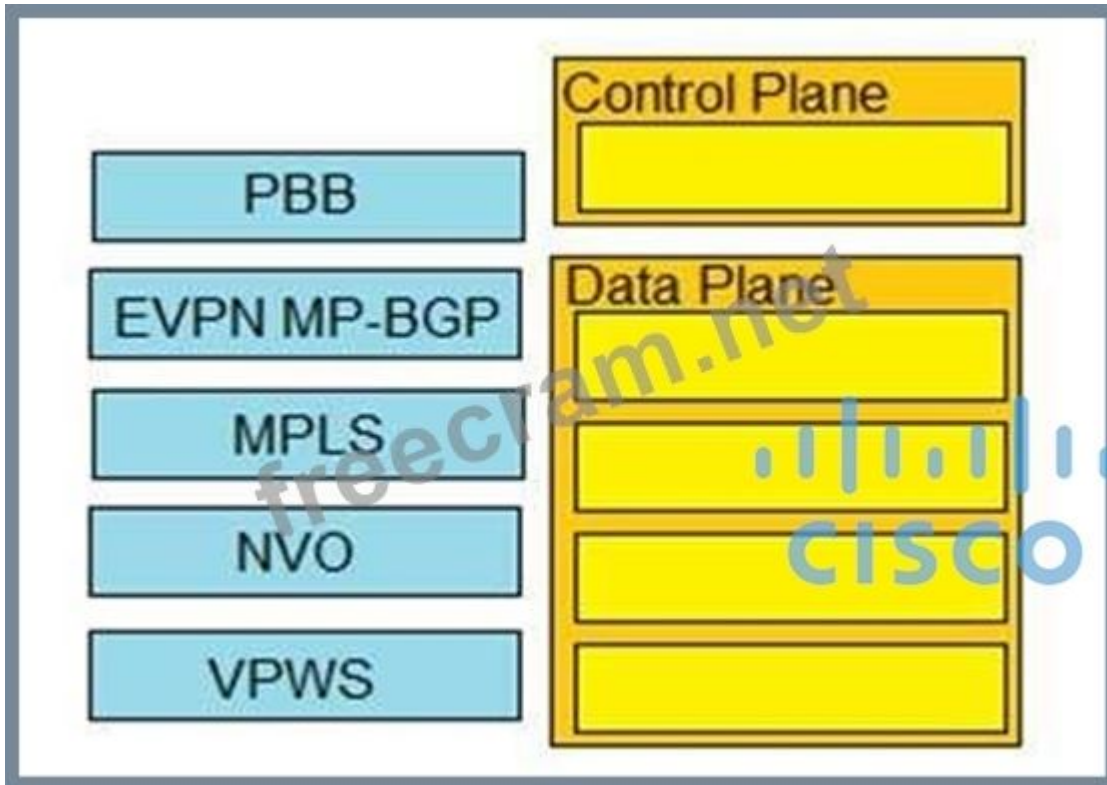 PBB
EVPN MP-BGP
MPLS
NVO
VPWS
Control Plane
Data Plane
freecram.net
CISCO